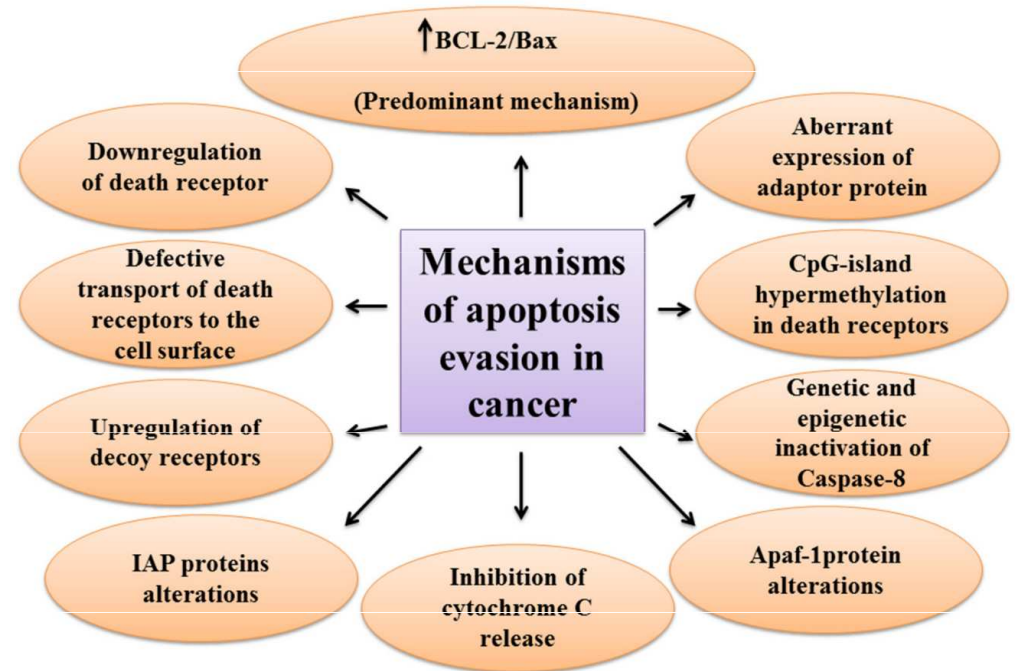 ↑BCL-2/Bax
(Predominant mechanism)
Downregulation
of death receptor
Aberrant
expression of
adaptor protein
Mechanisms
of apoptosis
evasion in
cancer
Defective
transport of death
receptors to the
cell surface
CpG-island
hypermethylation
in death receptors
Upregulation of
decoy receptors
Genetic and
epigenetic
inactivation of
Caspase-8
IAP proteins
alterations
Inhibition of
cytochrome C
release
Apaf-1protein
alterations